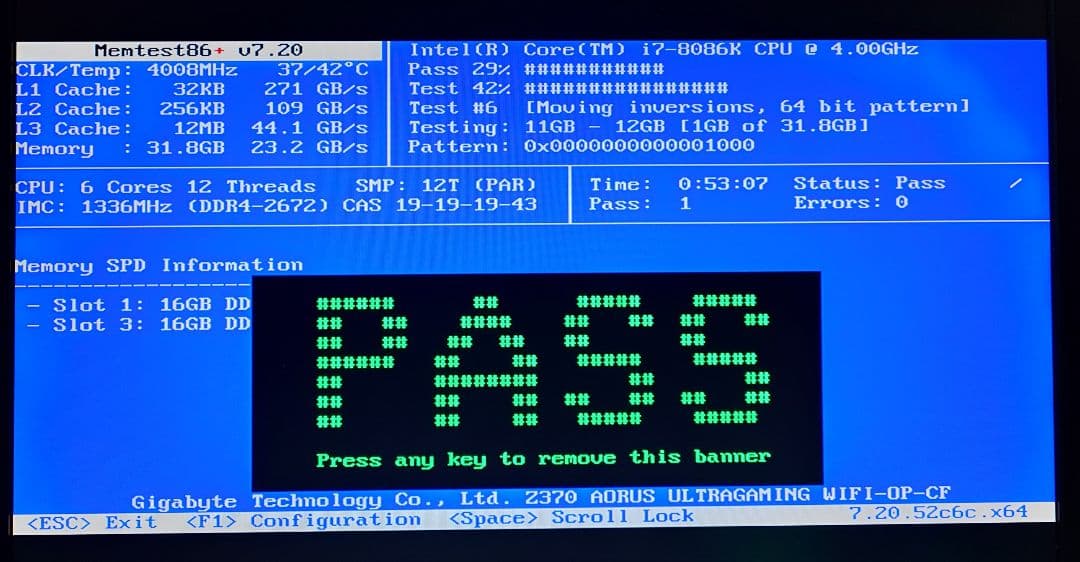 Memtest86+ v7.20
Intel(R) Core(TM) i7-8086K CPU @ 4.00GHz
CLK/Temp: 4008MHz 37/42°C
Pass 29% ###########
L1 Cache: 32KB 271 GB/s
Test 42% ################
L2 Cache: 256KB 109 GB/s
Test #6 [Moving inversions, 64 bit pattern]
L3 Cache: 12MB 44.1 GB/s
Testing: 11GB - 12GB [1GB of 31.8GB]
Memory : 31.8GB 23.2 GB/s
Pattern: 0x0000000000001000
CPU: 6 Cores 12 Threads SMP: 12T (PAR)
Time: 0:53:07 Status: Pass /
IMC: 1336MHz (DDR4-2672) CAS 19-19-19-43
Pass: 1 Errors: 0
Memory SPD Information
- Slot 1: 16GB DD
- Slot 3: 16GB DD
PASS
Press any key to remove this banner
Gigabyte Technology Co., Ltd. Z370 AORUS ULTRAGAMING WIFI-OP-CF
<ESC> Exit <F1> Configuration <Space> Scroll Lock 7.20.52c6c.x64